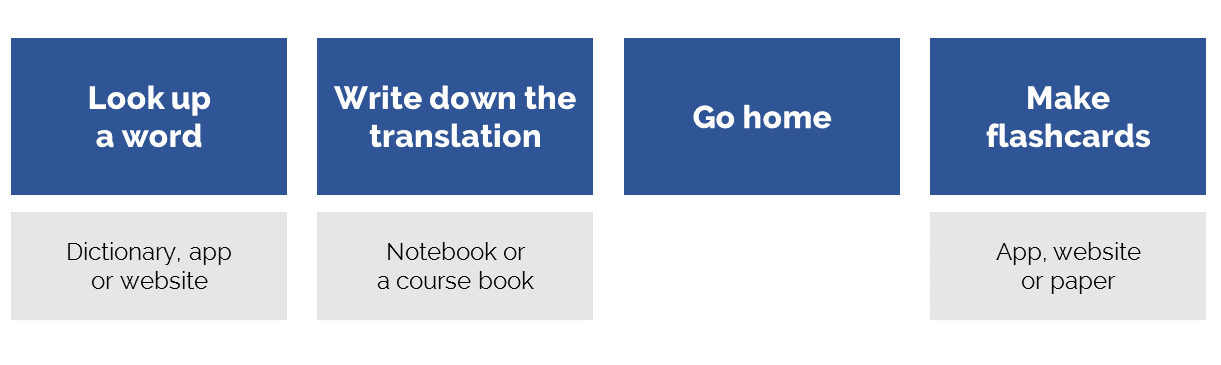 Look up
a word
Write down the
translation
Go home
Make
flashcards
Dictionary, app
or website
Notebook or
a course book
App, website
or paper